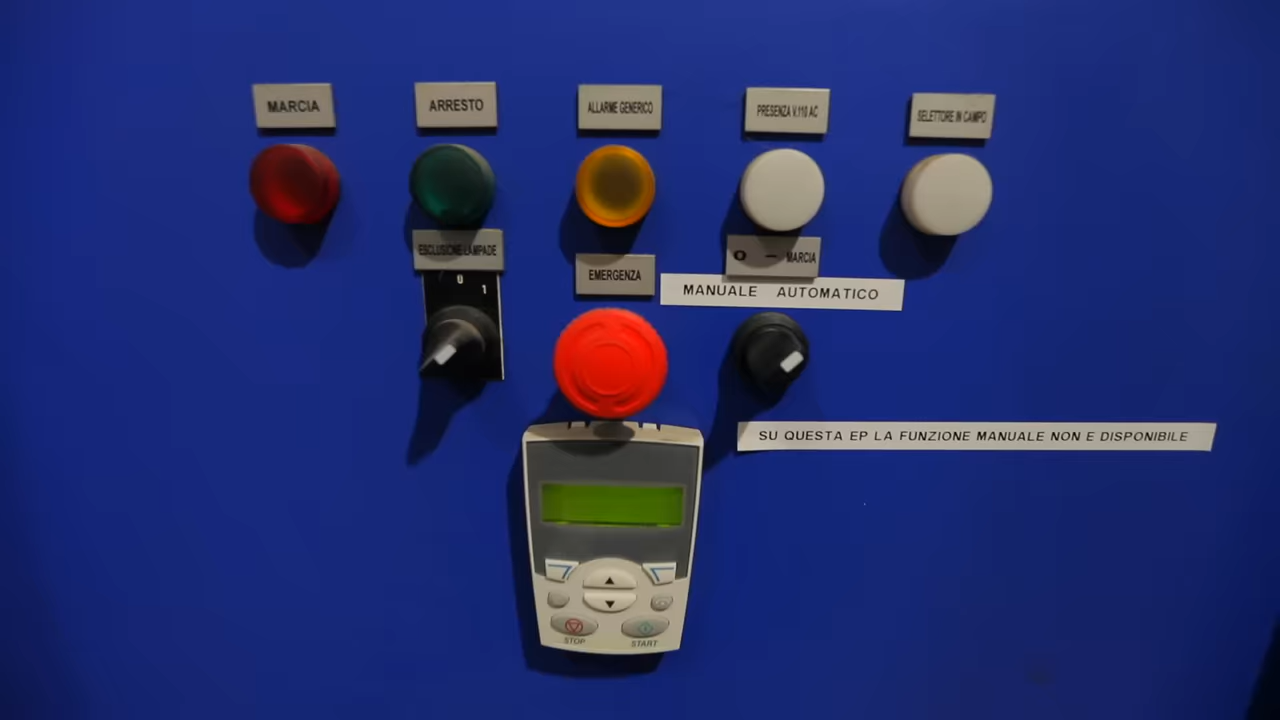 MARCIA
ARRESTO
ALLARME GENERICO
PRESENZA V.110 AC
SELETTORE IN CAMPO
ESCLUSIONE LAMPADE
0
1
EMERGENZA
0 – MARCIA
MANUALE AUTOMATICO
SU QUESTA EP LA FUNZIONE MANUALE NON E DISPONIBILE
STOP
START